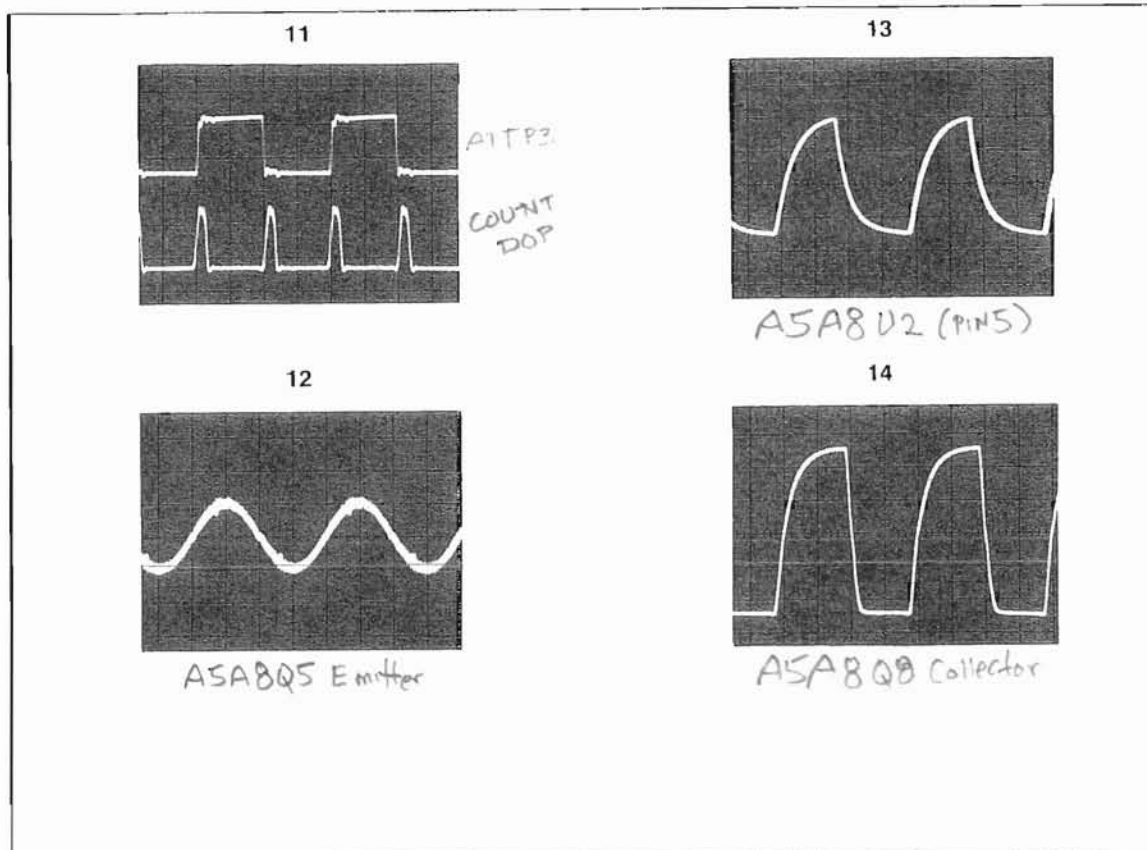 11
A1TP3
COUNT
DOP
12
A5A8Q5 Emitter
13
A5A8U2 (PIN5)
14
A5A8Q8 Collector